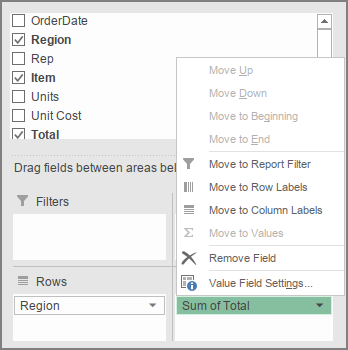 OrderDate
Region
Rep
Item
Units
Unit Cost
Total
Drag fields between areas bel
Filters
Rows
Region
Move Up
Move Down
Move to Beginning
Move to End
Move to Report Filter
Move to Row Labels
Move to Column Labels
Move to Values
Remove Field
Value Field Settings...
Sum of Total